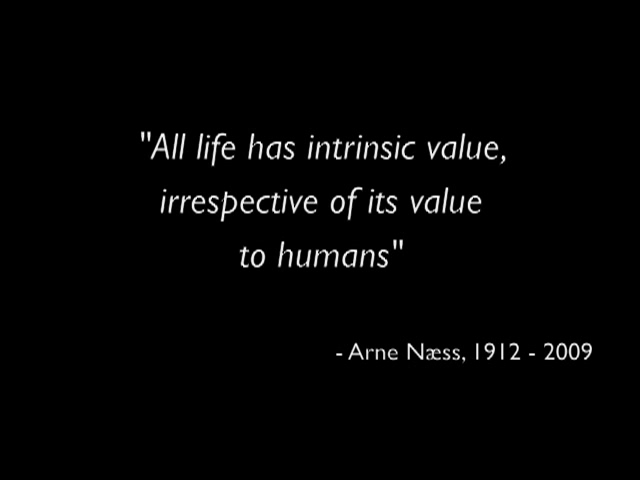 "All life has intrinsic value,
irrespective of its value
to humans"
- Arne Næss, 1912 - 2009